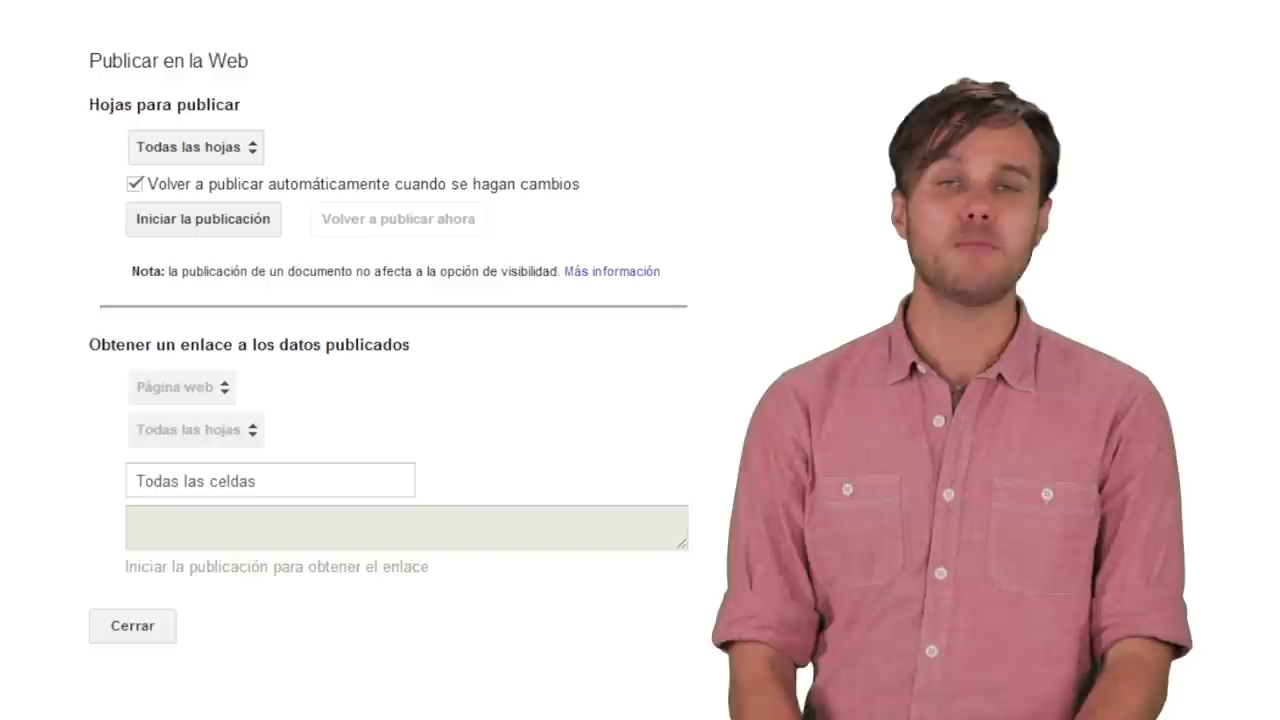 Publicar en la Web
Hojas para publicar
Todas las hojas
Volver a publicar automáticamente cuando se hagan cambios
Iniciar la publicación Volver a publicar ahora
Nota: la publicación de un documento no afecta a la opción de visibilidad. Más información
Obtener un enlace a los datos publicados
Página web
Todas las hojas
Todas las celdas
Iniciar la publicación para obtener el enlace
Cerrar